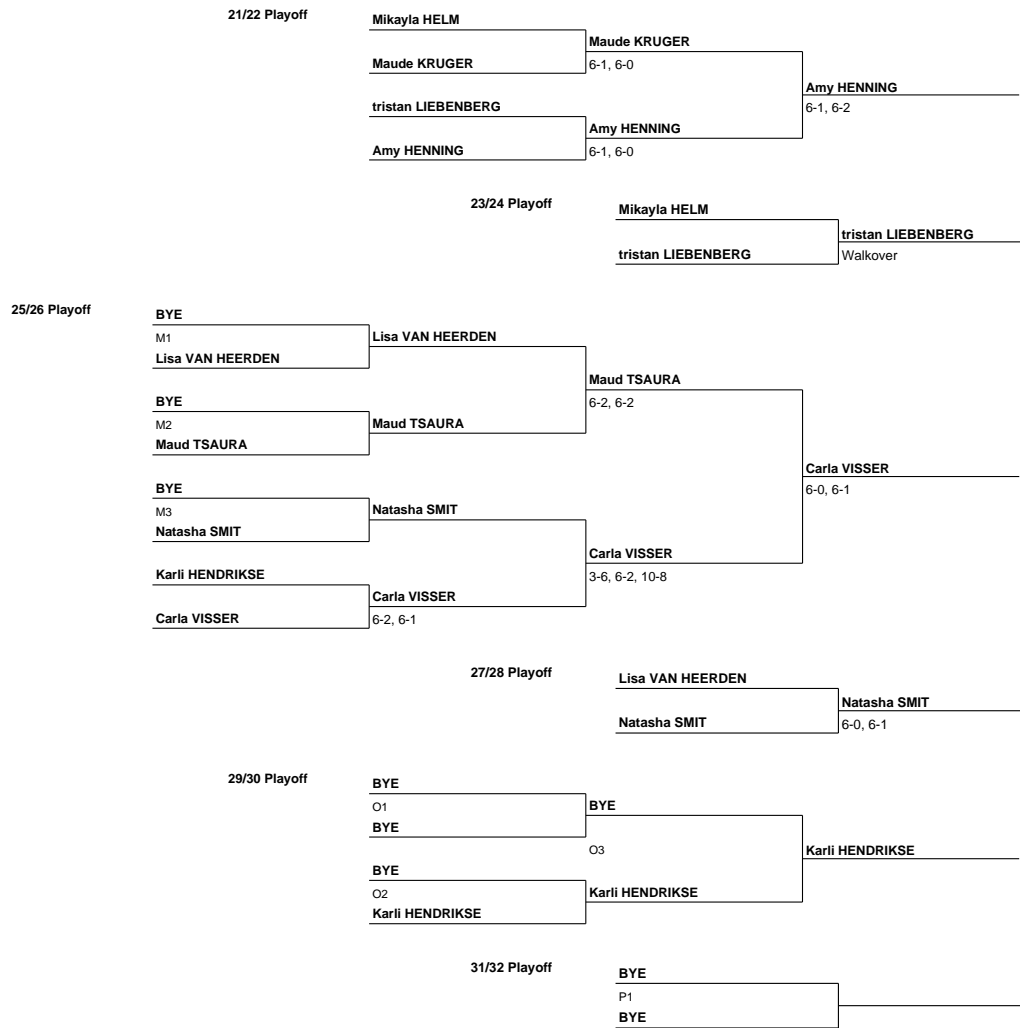 21/22 Playoff
Mikayla HELM
Maude KRUGER
Maude KRUGER
6-1, 6-0
Amy HENNING
6-1, 6-2
tristan LIEBENBERG
Amy HENNING
Amy HENNING
6-1, 6-0
23/24 Playoff
Mikayla HELM
tristan LIEBENBERG
tristan LIEBENBERG
Walkover
25/26 Playoff
BYE
M1
Lisa VAN HEERDEN
Lisa VAN HEERDEN
Maud TSAURA
6-2, 6-2
BYE
M2
Maud TSAURA
Maud TSAURA
Carla VISSER
6-0, 6-1
BYE
M3
Natasha SMIT
Natasha SMIT
Carla VISSER
3-6, 6-2, 10-8
Karli HENDRIKSE
Carla VISSER
Carla VISSER
6-2, 6-1
27/28 Playoff
Lisa VAN HEERDEN
Natasha SMIT
Natasha SMIT
6-0, 6-1
29/30 Playoff
BYE
O1
BYE
BYE
O3
Karli HENDRIKSE
BYE
O2
Karli HENDRIKSE
Karli HENDRIKSE
31/32 Playoff
BYE
P1
BYE